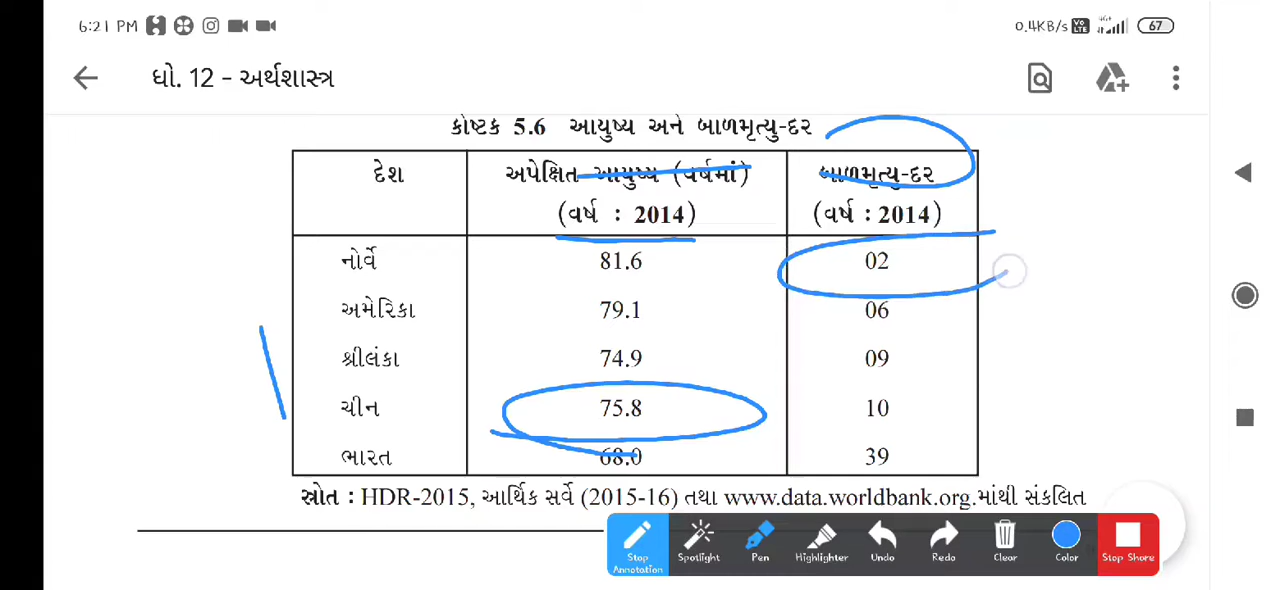 6:21 PM 0.4KB/s Vo LTE 4G+ 67
ધો. 12 - અર્થશાસ્ત્ર
કોષ્ટક 5.6 આયુષ્ય અને બાળમૃત્યુ-દર
દેશ અપેક્ષિત આયુષ્ય (વર્ષમાં) બાળમૃત્યુ-દર
(વર્ષ : 2014) (વર્ષ : 2014)
નોર્વે 81.6 02
અમેરિકા 79.1 06
શ્રીલંકા 74.9 09
ચીન 75.8 10
ભારત 68.0 39
સ્રોત : HDR-2015, આર્થિક સર્વે (2015-16) તથા www.data.worldbank.org.માંથી સંકલિત
Stop Annotation Spotlight Pen Highlighter Undo Redo Clear Color Stop Share